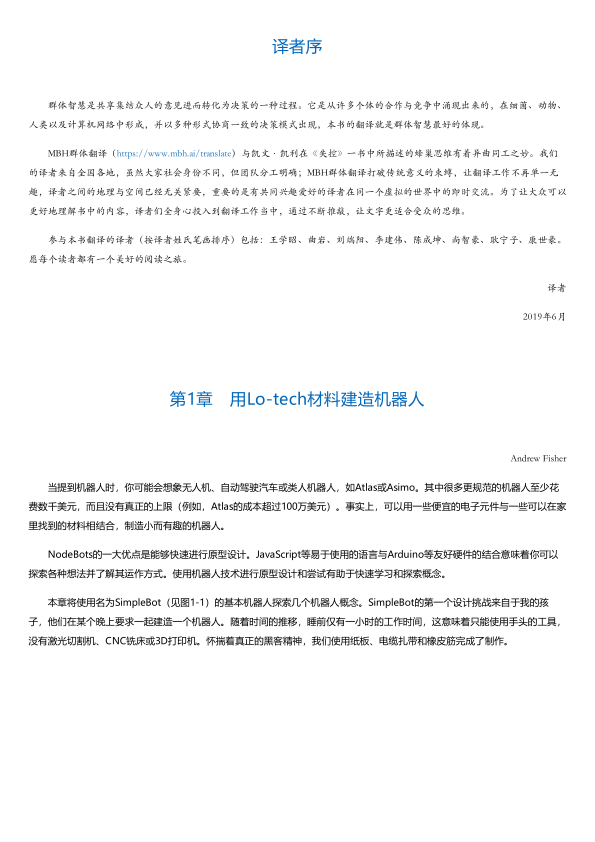 译者序
群体智慧是共享集结众人的意见进而转化为决策的一种过程。它是从许多个体的合作与竞争中涌现出来的，在细菌、动物、
人类以及计算机网络中形成，并以多种形式协商一致的决策模式出现，本书的翻译就是群体智慧最好的体现。
MBH群体翻译（https://www.mbh.ai/translate）与凯文·凯利在《失控》一书中所描述的蜂巢思维有着异曲同工之妙。我们
的译者来自全国各地，虽然大家社会身份不同，但团队分工明确；MBH群体翻译打破传统意义的束缚，让翻译工作不再单一无
趣，译者之间的地理与空间已经无关紧要，重要的是有共同兴趣爱好的译者在同一个虚拟的世界中的即时交流。为了让大众可以
更好地理解书中的内容，译者们全身心投入到翻译工作当中，通过不断推敲，让文字更适合受众的思维。
参与本书翻译的译者（按译者姓氏笔画排序）包括：王学昭、曲岩、刘端阳、李建伟、陈成坤、尚智豪、耿宁子、康世豪。
愿每个读者都有一个美好的阅读之旅。
译者
2019年6月
第1章　用Lo-tech材料建造机器人
Andrew Fisher
当提到机器人时，你可能会想象无人机、自动驾驶汽车或类人机器人，如Atlas或Asimo。其中很多更规范的机器人至少花
费数千美元，而且没有真正的上限（例如，Atlas的成本超过100万美元）。事实上，可以用一些便宜的电子元件与一些可以在家
里找到的材料相结合，制造小而有趣的机器人。
NodeBots的一大优点是能够快速进行原型设计。JavaScript等易于使用的语言与Arduino等友好硬件的结合意味着你可以
探索各种想法并了解其运作方式。使用机器人技术进行原型设计和尝试有助于快速学习和探索概念。
本章将使用名为SimpleBot（见图1-1）的基本机器人探索几个机器人概念。SimpleBot的第一个设计挑战来自于我的孩
子，他们在某个晚上要求一起建造一个机器人。随着时间的推移，睡前仅有一小时的工作时间，这意味着只能使用手头的工具，
没有激光切割机、CNC铣床或3D打印机。怀揣着真正的黑客精神，我们使用纸板、电缆扎带和橡皮筋完成了制作。